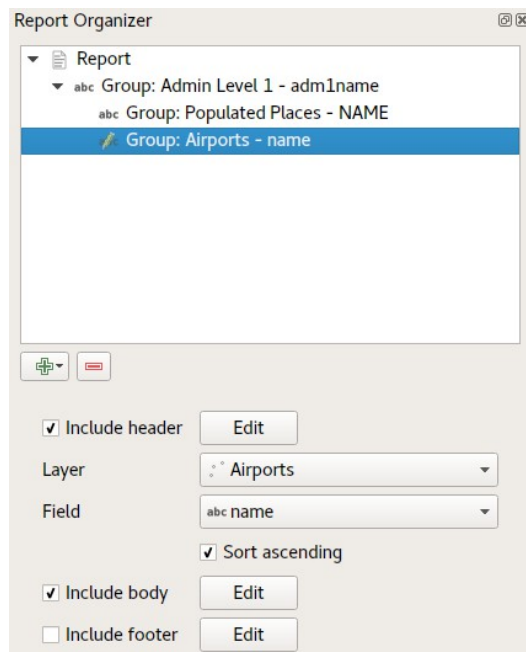 Report Organizer
Report
abc Group: Admin Level 1 - adm1name
abc Group: Populated Places - NAME
Group: Airports - name
Include header Edit
Layer Airports
Field abc name
Sort ascending
Include body Edit
Include footer Edit